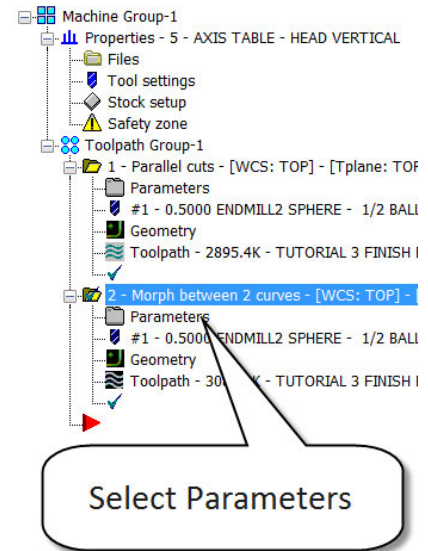 Machine Group-1
Properties - 5 - AXIS TABLE - HEAD VERTICAL
Files
Tool settings
Stock setup
Safety zone
Toolpath Group-1
1 - Parallel cuts - [WCS: TOP] - [Tplane: TOP
Parameters
#1 - 0.5000 ENDMILL2 SPHERE - 1/2 BALL
Geometry
Toolpath - 2895.4K - TUTORIAL 3 FINISH
2 - Morph between 2 curves - [WCS: TOP] - [
Parameters
#1 - 0.5000 ENDMILL2 SPHERE - 1/2 BALL
Geometry
Toolpath - TUTORIAL 3 FINISH
Select Parameters